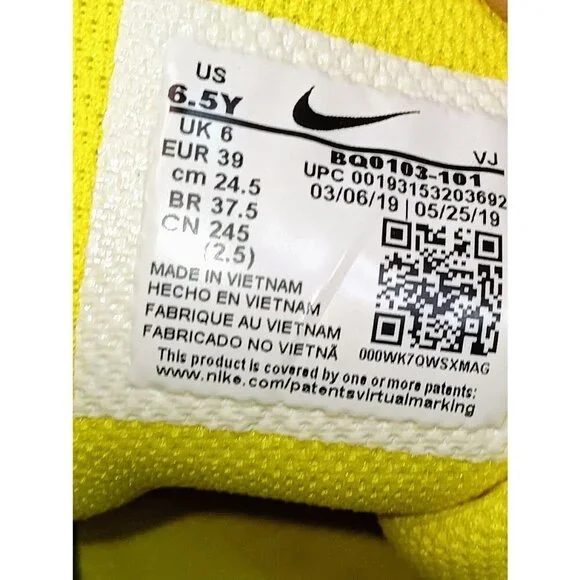 US
6.5Y
UK 6
EUR 39
cm 24.5
BR 37.5
CN 245
(2.5)
VJ
BQ0103-101
UPC 00193153203692
03/06/19 | 05/25/19
000WK7QWSXMAG
MADE IN VIETNAM
HECHO EN VIETNAM
FABRIQUE AU VIETNAM
FABRICADO NO VIETNÃ
This product is covered by one or more patents:
www.nike.com/patentsvirtualmarking